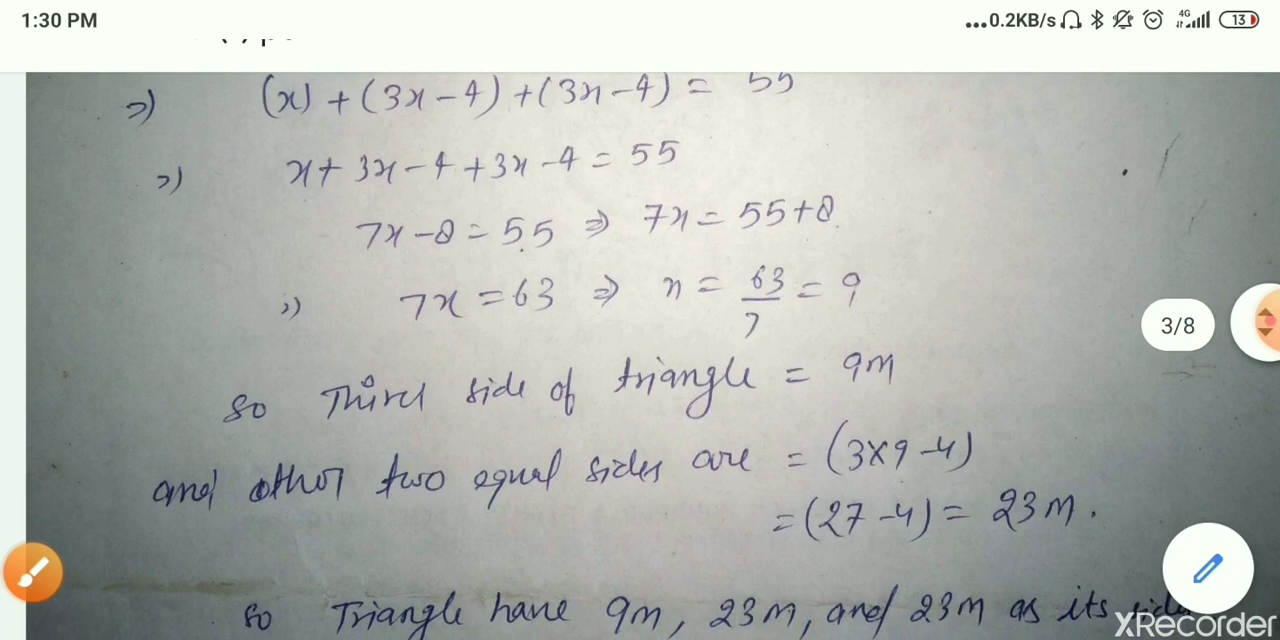 1:30 PM ...0.2KB/s 4G 13
=) (x) + (3x-4) + (3x-4) = 55
=) x + 3x - 4 + 3x - 4 = 55
7x - 8 = 55 ⇒ 7x = 55 + 8
=) 7x = 63 ⇒ x = 63/7 = 9
3/8
so Third side of triangle = 9m
and other two equal sides are = (3×9-4)
= (27-4) = 23m.
so Triangle have 9m, 23m, and 23m as its
XRecorder